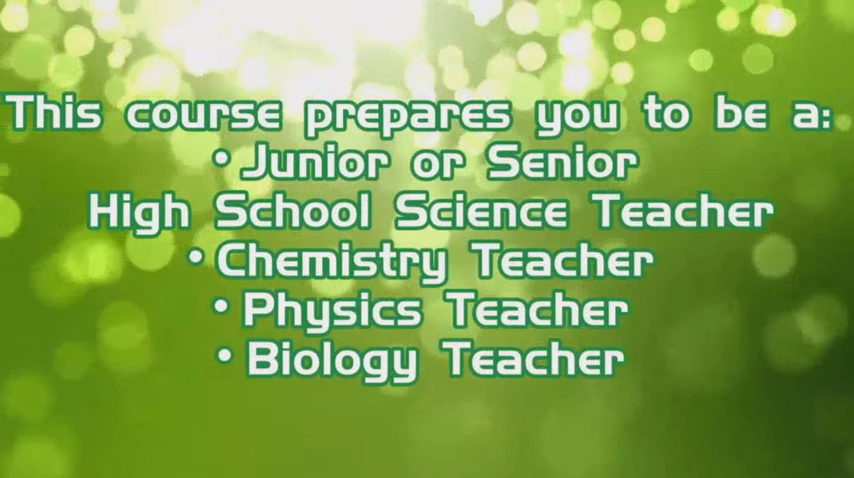 This course prepares you to be a:
• Junior or Senior
High School Science Teacher
• Chemistry Teacher
• Physics Teacher
• Biology Teacher